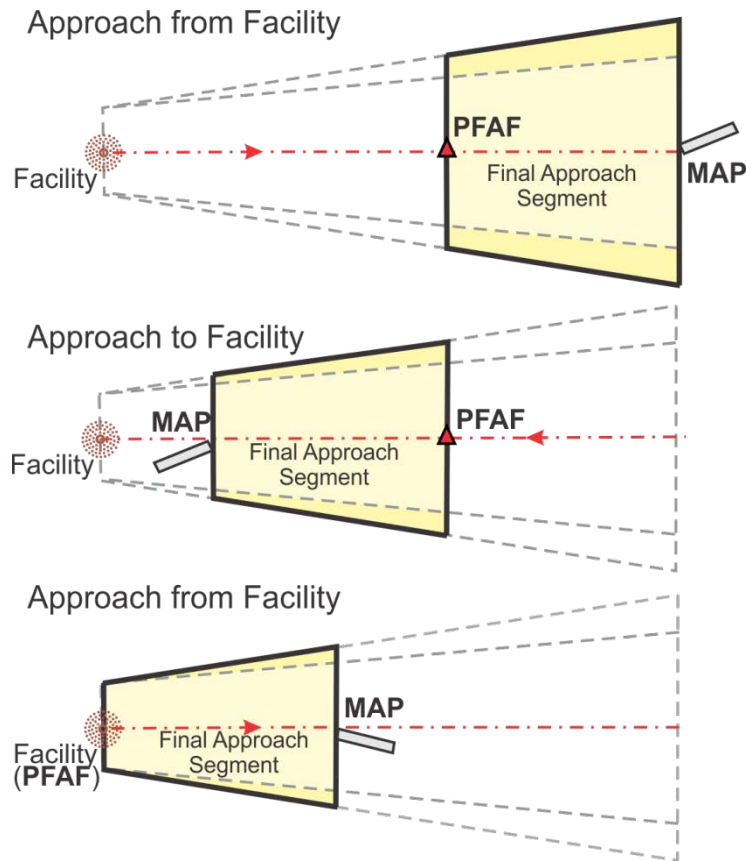 Approach from Facility
PFAF
Facility
Final Approach
Segment
MAP
Approach to Facility
MAP
PFAF
Facility
Final Approach
Segment
Approach from Facility
MAP
Facility
(PFAF)
Final Approach
Segment